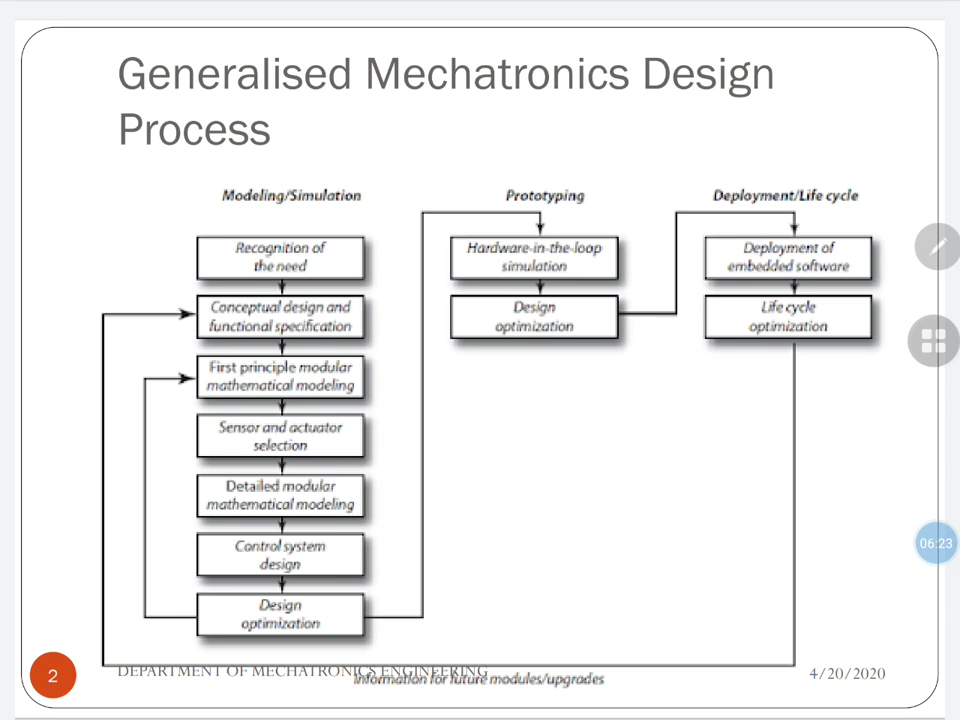 Generalised Mechatronics Design
Process
Modeling/Simulation
Recognition of
the need
Conceptual design and
functional specification
First principle modular
mathematical modeling
Sensor and actuator
selection
Detailed modular
mathematical modeling
Control system
design
Design
optimization
Prototyping
Hardware-in-the-loop
simulation
Design
optimization
Deployment/Life cycle
Deployment of
embedded software
Life cycle
optimization
06:23
2
DEPARTMENT OF MECHATRONICS ENGINEERING
Information for future modules/upgrades
4/20/2020